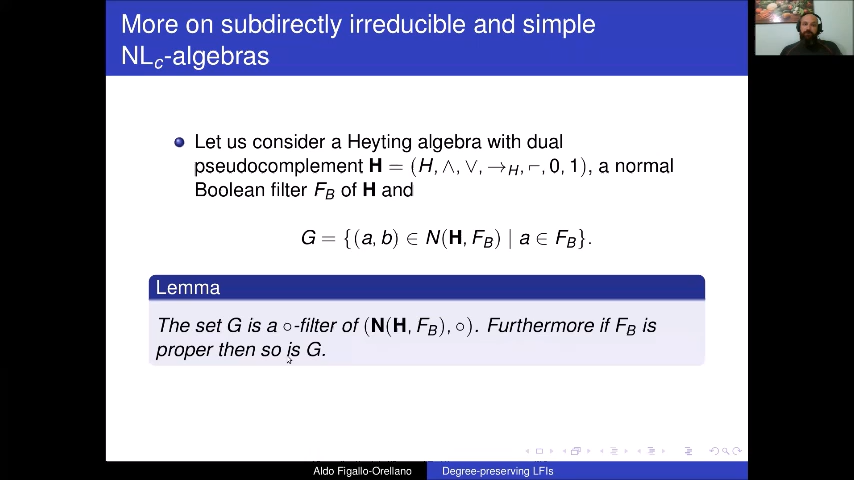 More on subdirectly irreducible and simple
NLc-algebras
Let us consider a Heyting algebra with dual
pseudocomplement H = (H, ∧, ∨, →H, ⌐, 0, 1), a normal
Boolean filter FB of H and
G = {(a, b) ∈ N(H, FB) | a ∈ FB}.
Lemma
The set G is a ○-filter of (N(H, FB), ○). Furthermore if FB is
proper then so is G.
Aldo Figallo-Orellano Degree-preserving LFIs